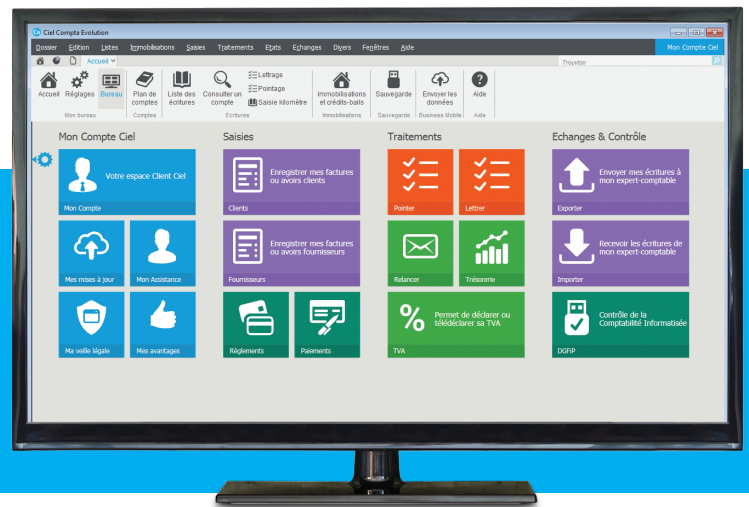 Ciel Compta Evolution
Dossier Edition Listes Immobilisations Saisies Traitements Etats Echanges Divers Fenêtres Aide
Mon Compte Ciel
Accueil
Trouvtoo
Accueil Réglages Bureau Plan de comptes Liste des écritures Consulter un compte
Lettrage
Pointage
Saisie kilomètre
Immobilisations et crédits-bails Sauvegarde Envoyer les données Aide
Mon bureau Comptes Ecritures Immobilisations Sauvegarde Business Mobile Aide
Mon Compte Ciel
Votre espace Client Ciel
Mon Compte
Mes mises à jour
Mon Assistance
Ma veille légale
Mes avantages
Saisies
Enregistrer mes factures
ou avoirs clients
Clients
Enregistrer mes factures
ou avoirs fournisseurs
Fournisseurs
Règlements
Paiements
Traitements
Pointer
Lettrer
Relancer
Trésorerie
%
Permet de déclarer ou
télédéclarer sa TVA
TVA
Echanges & Contrôle
Envoyer mes écritures à
mon expert-comptable
Exporter
Recevoir les écritures de
mon expert-comptable
Importer
Contrôle de la
Comptabilité Informatisée
DGFiP